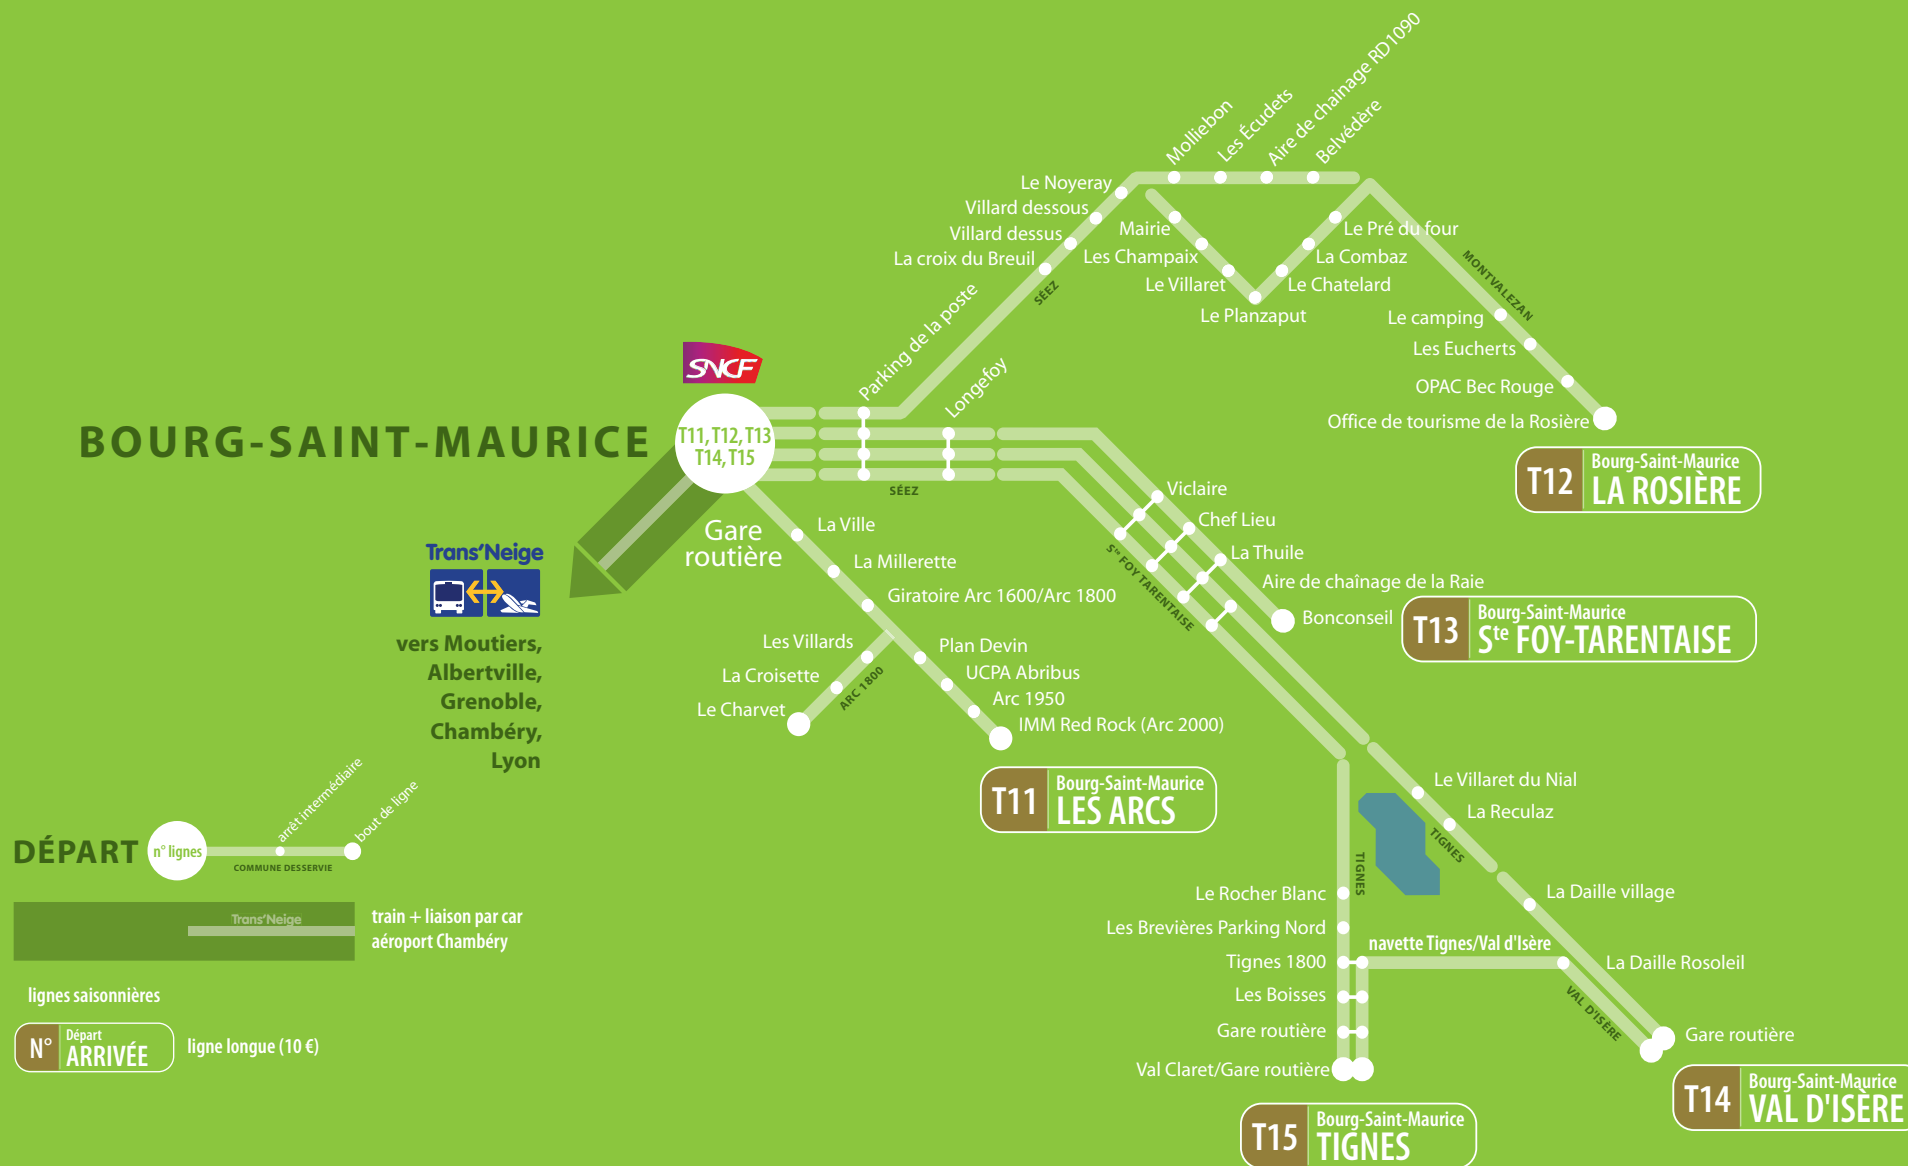 Molliebon
Les Écudets
Aire de chainage RD1090
Belvédère
Le Noyeray
Villard dessous
Villard dessus
La croix du Breuil
SÉEZ
Mairie
Les Champaix
Le Villaret
Le Planzaput
Le Pré du four
La Combaz
Le Chatelard
MONTVALEZAN
Le camping
Les Eucherts
OPAC Bec Rouge
Office de tourisme de la Rosière
T12
Bourg-Saint-Maurice
LA ROSIÈRE
Parking de la poste
Longefoy
SNCF
BOURG-SAINT-MAURICE
T11, T12, T13
T14, T15
SÉEZ
Gare
routière
Trans'Neige
vers Moutiers,
Albertville,
Grenoble,
Chambéry,
Lyon
La Ville
La Millerette
Giratoire Arc 1600/Arc 1800
Les Villards
La Croisette
Le Charvet
ARC 1800
Plan Devin
UCPA Abribus
Arc 1950
IMM Red Rock (Arc 2000)
T11
Bourg-Saint-Maurice
LES ARCS
Viclaire
Chef Lieu
La Thuile
Aire de chaînage de la Raie
Bonconseil
Ste FOY TARENTAISE
T13
Bourg-Saint-Maurice
Ste FOY-TARENTAISE
Le Villaret du Nial
La Reculaz
TIGNES
TIGNES
La Daille village
Le Rocher Blanc
Les Brevières Parking Nord
Tignes 1800
Les Boisses
Gare routière
Val Claret/Gare routière
navette Tignes/Val d'Isère
La Daille Rosoleil
VAL D'ISÈRE
Gare routière
T14
Bourg-Saint-Maurice
VAL D'ISÈRE
T15
Bourg-Saint-Maurice
TIGNES
DÉPART
n° lignes
arrèt intermédiaire
bout de ligne
COMMUNE DESSERVIE
Trans'Neige
train + liaison par car
aéroport Chambéry
lignes saisonnières
N°
Départ
ARRIVÉE
ligne longue (10 €)